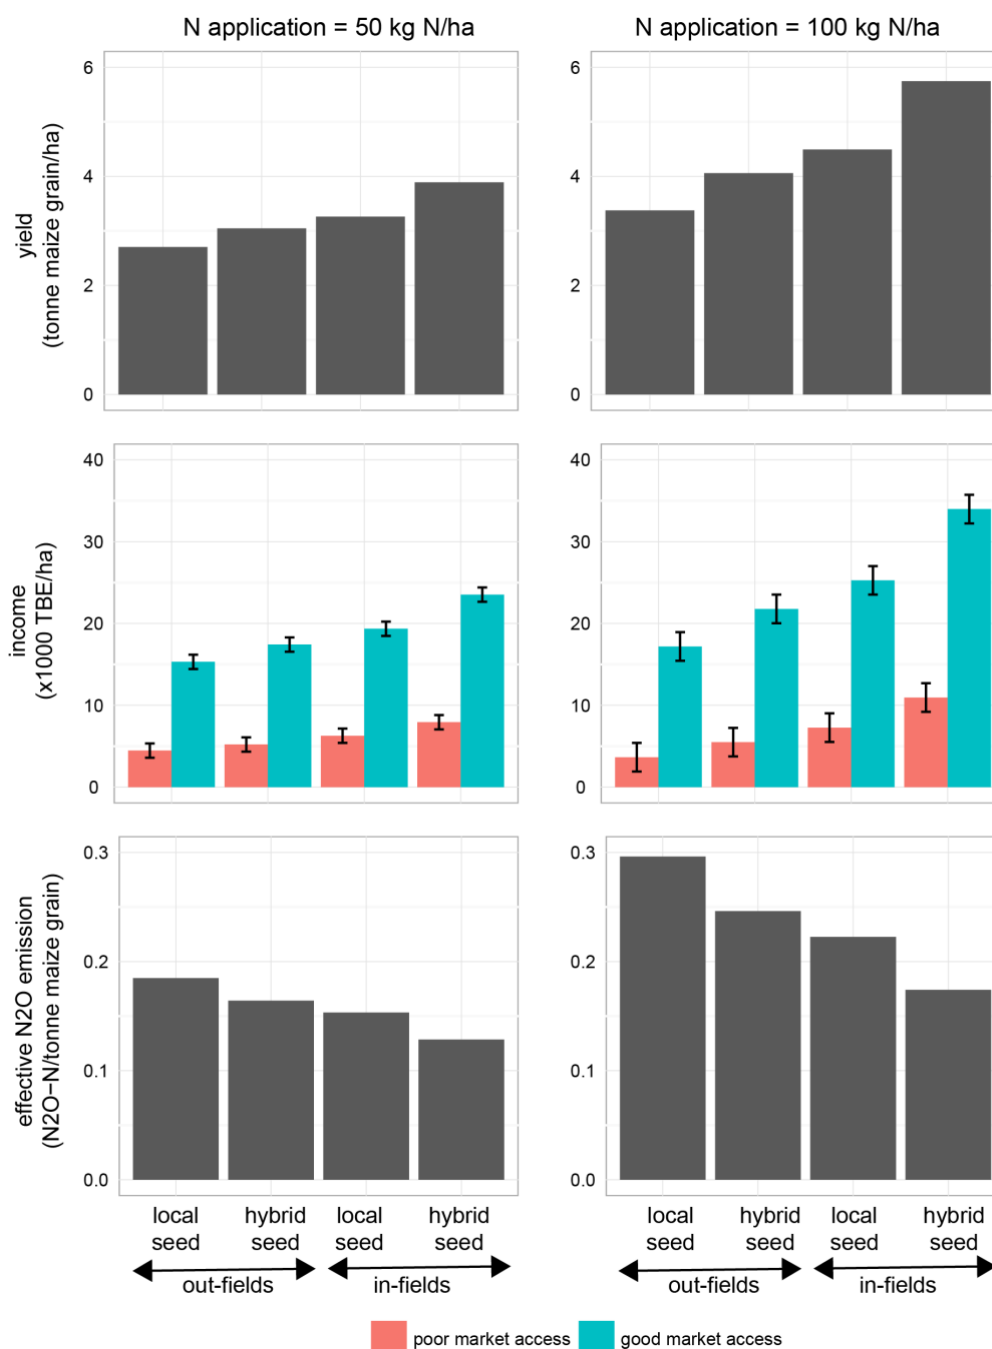 N application = 50 kg N/ha
N application = 100 kg N/ha
yield
(tonne maize grain/ha)
6
4
2
0
6
4
2
0
income
(x1000 TBE/ha)
40
30
20
10
0
40
30
20
10
0
effective N2O emission
(N2O−N/tonne maize grain)
0.3
0.2
0.1
0.0
0.3
0.2
0.1
0.0
local seed
hybrid seed
local seed
hybrid seed
out-fields
in-fields
local seed
hybrid seed
local seed
hybrid seed
out-fields
in-fields
poor market access
good market access